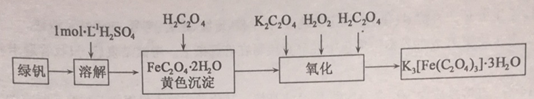 1mol·L¹H₂SO₄
H₂C₂O₄
K₂C₂O₄ H₂O₂ H₂C₂O₄
绿矾
溶解
FeC₂O₄·2H₂O
黄色沉淀
氧化
K₃[Fe(C₂O₄)₃]·3H₂O